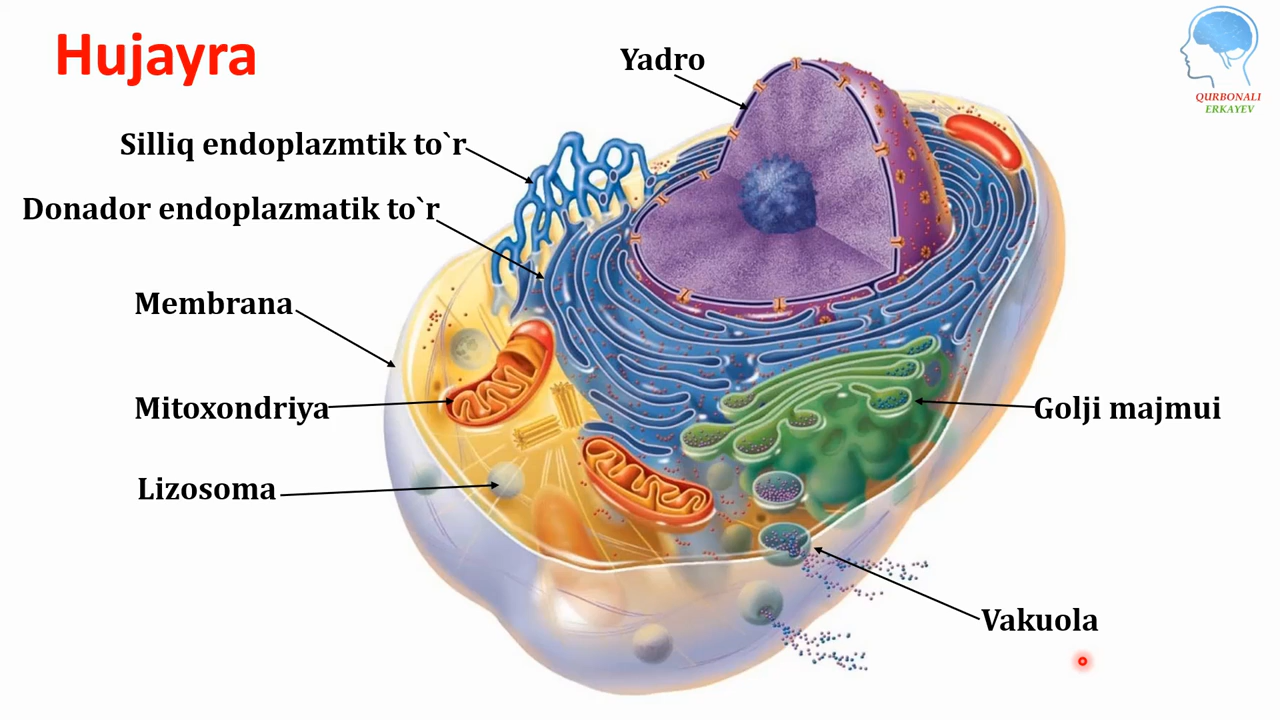 Hujayra
Yadro
QURBONALI
ERKAYEV
Silliq endoplazmtik to`r
Donador endoplazmatik to`r
Membrana
Mitoxondriya
Golji majmui
Lizosoma
Vakuola